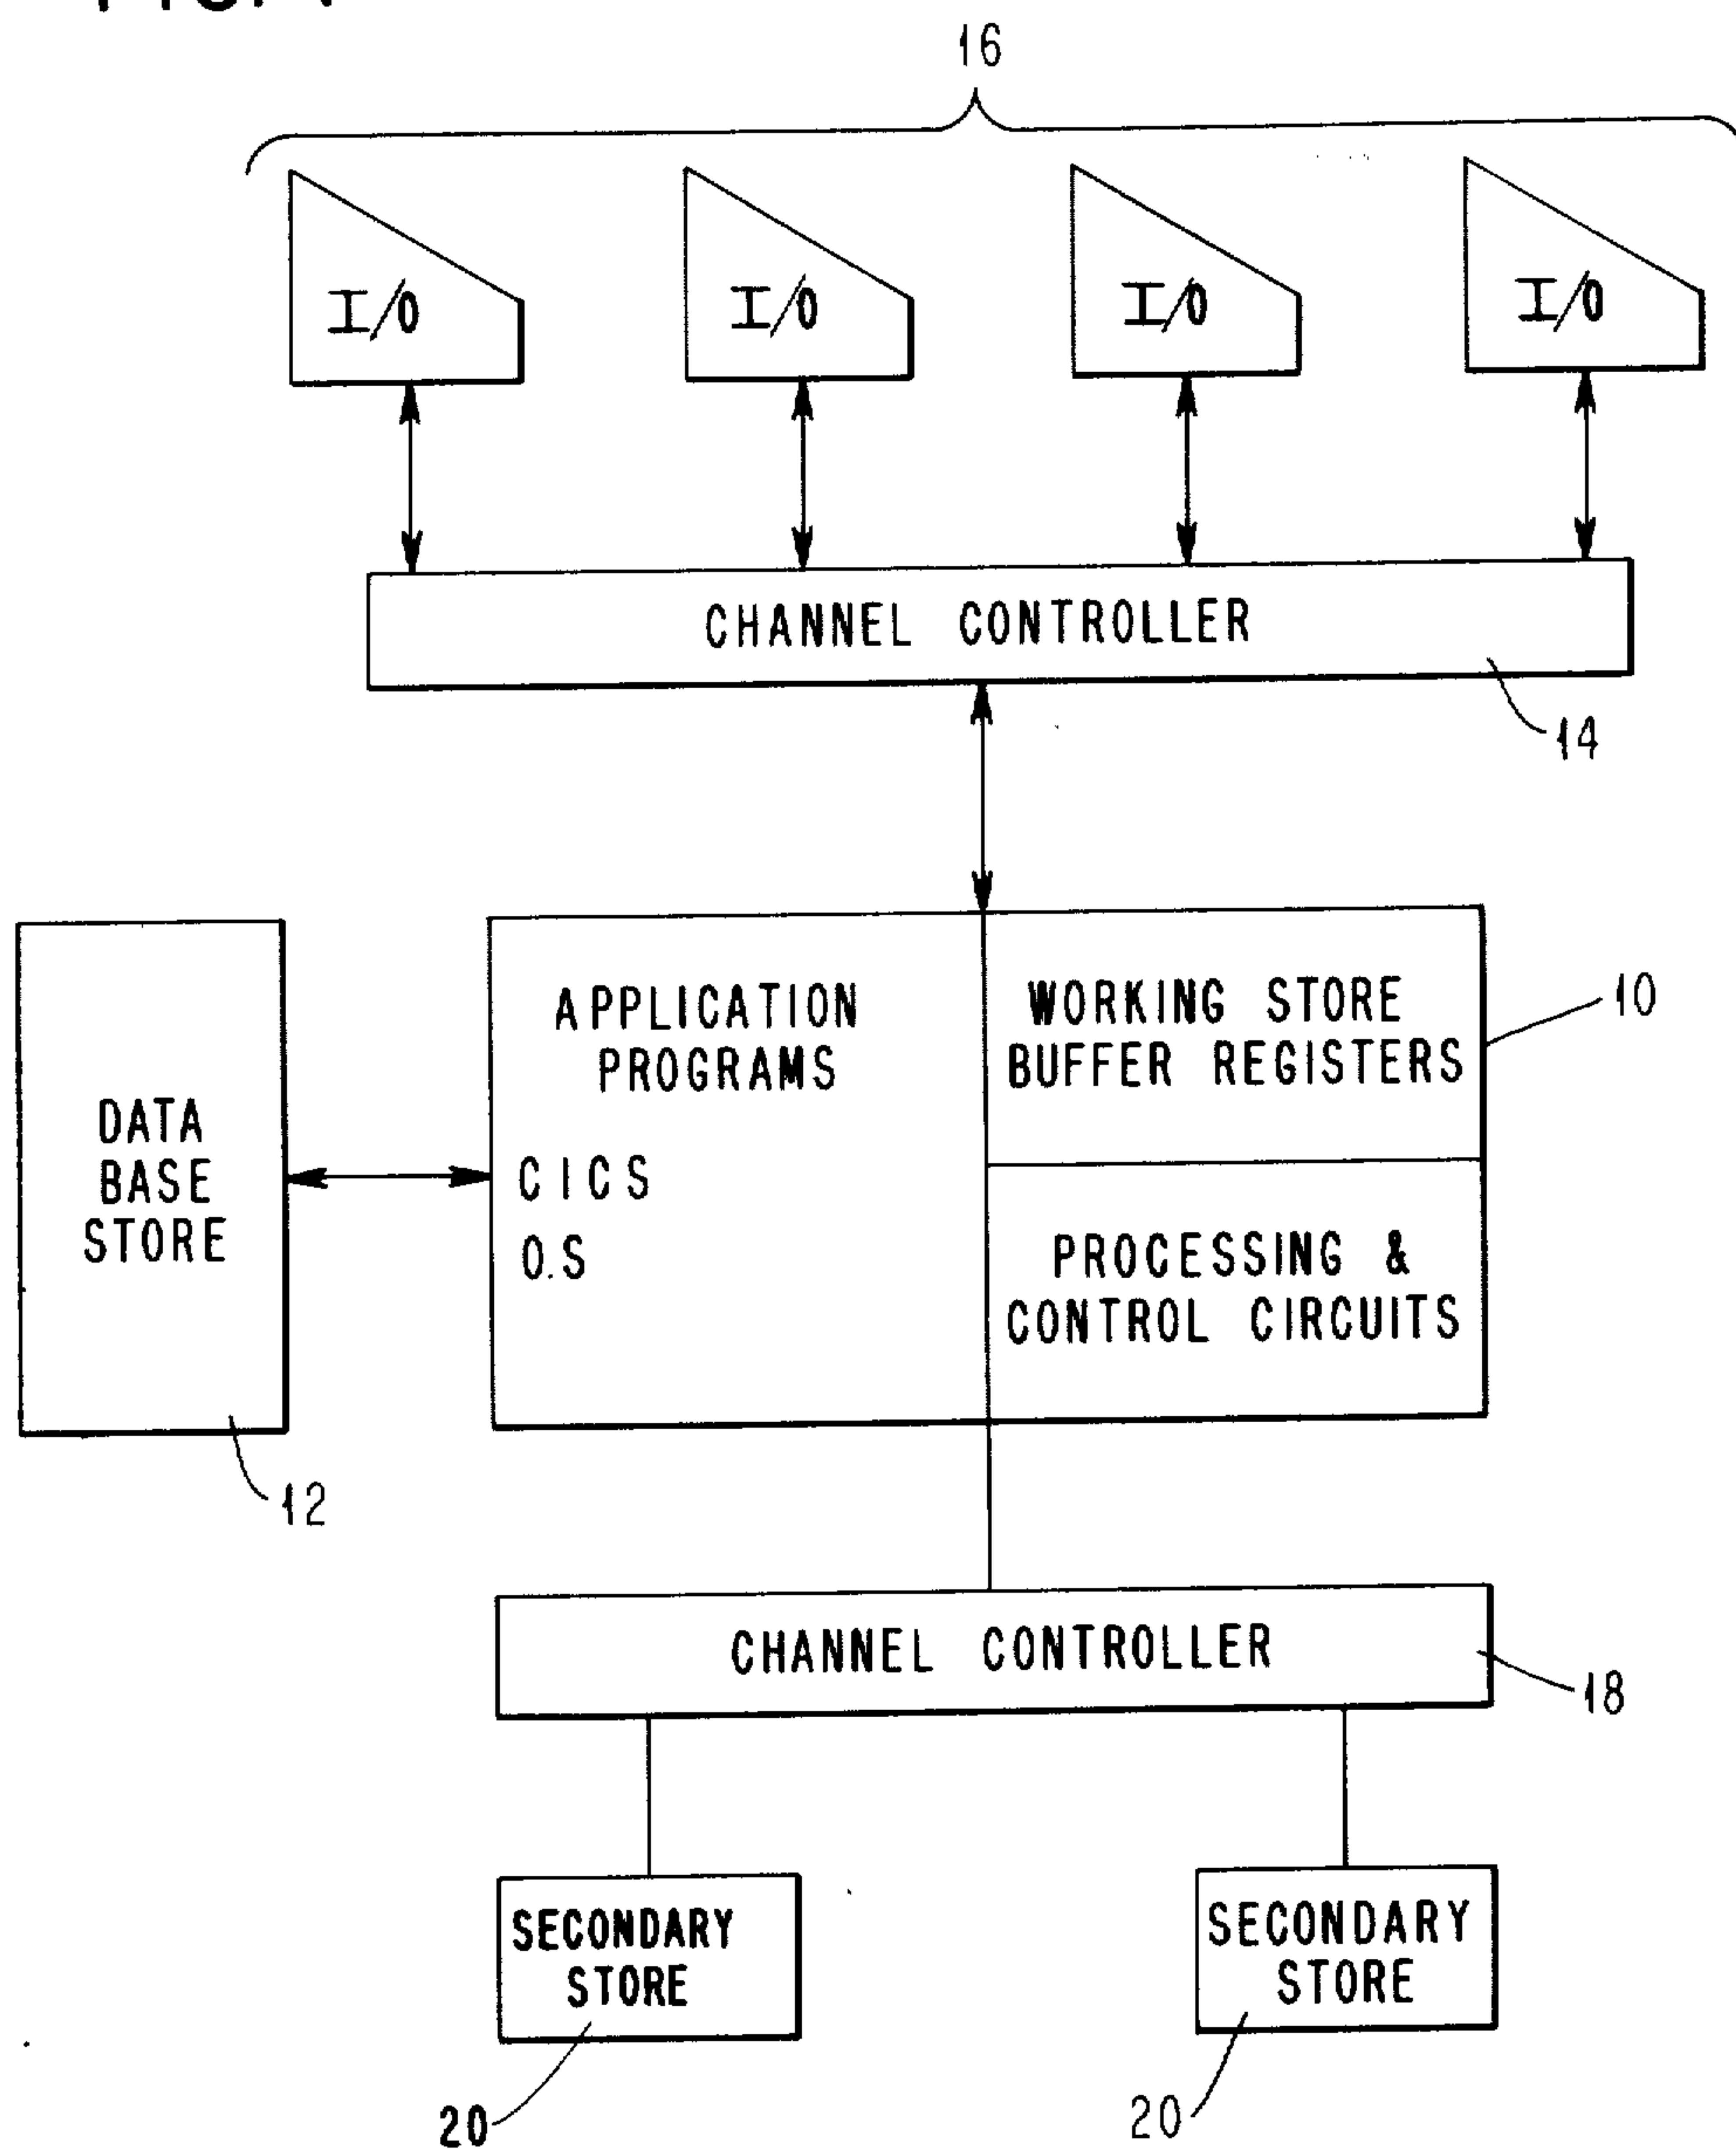 16
I/O
I/O
I/O
I/O
CHANNEL CONTROLLER
14
APPLICATION
PROGRAMS
CICS
O.S
WORKING STORE
BUFFER REGISTERS
10
PROCESSING &
CONTROL CIRCUITS
DATA
BASE
STORE
12
CHANNEL CONTROLLER
18
SECONDARY
STORE
20
SECONDARY
STORE
20